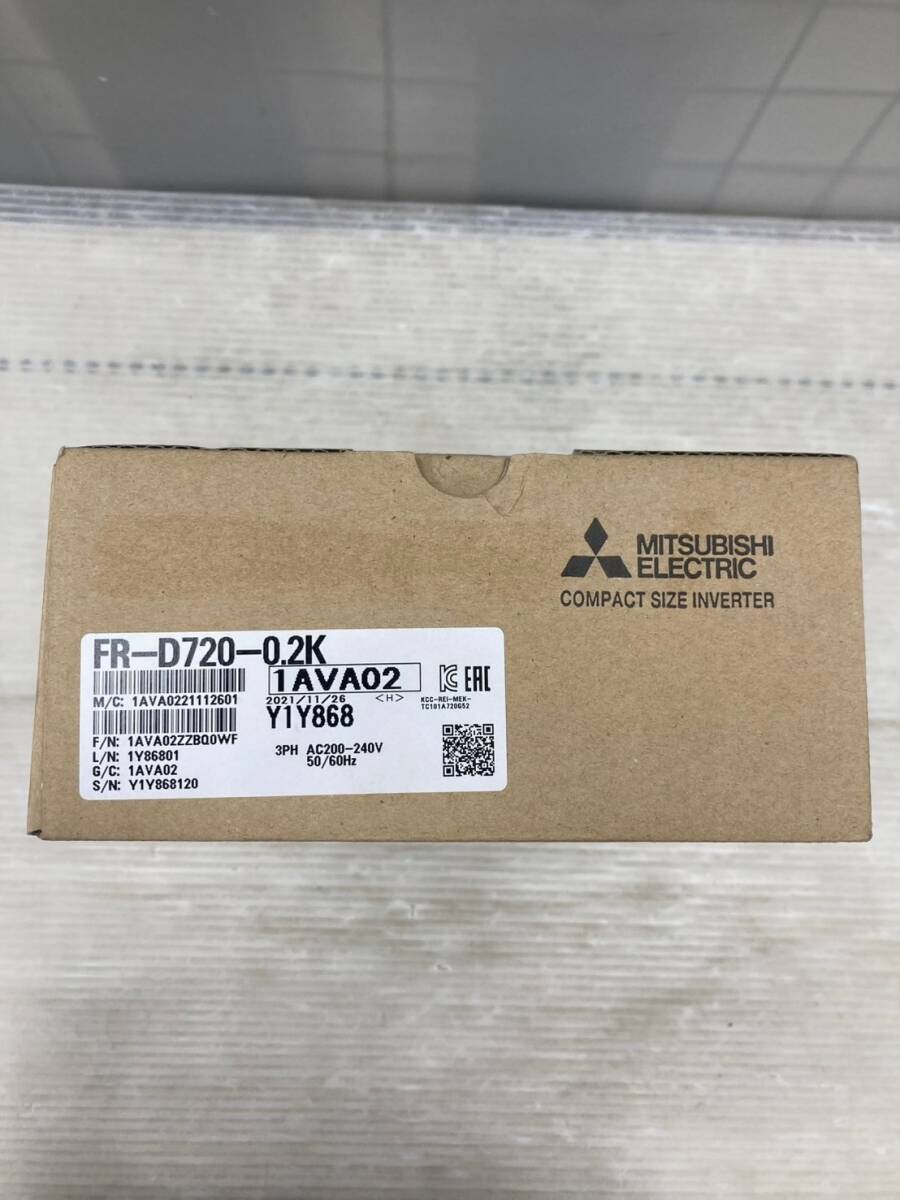 MITSUBISHI
ELECTRIC
COMPACT SIZE INVERTER
FR-D720-0.2K
1AVA02
M/C: 1AVA0221112601
2021/11/26 <H>
Y1Y868
KCC-REI-MEK-
TC101A720G52
EAC
F/N: 1AVA02ZZBQ0WF
L/N: 1Y86801
G/C: 1AVA02
S/N: Y1Y868120
3PH AC200-240V
50/60Hz